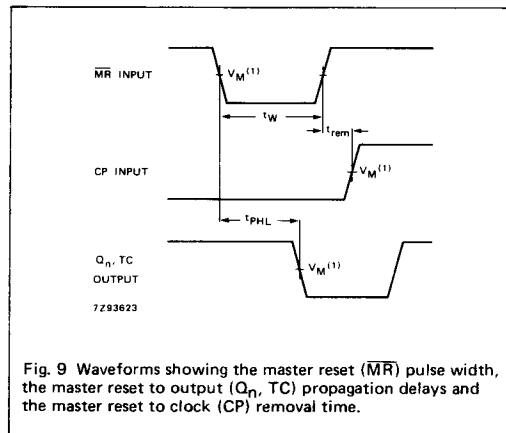 M̅R̅ INPUT
V_M (1)
t_W
t_rem
CP INPUT
V_M (1)
t_PHL
Q_n, TC
OUTPUT
V_M (1)
7Z93623
Fig. 9 Waveforms showing the master reset (M̅R̅) pulse width,
the master reset to output (Q_n, TC) propagation delays and
the master reset to clock (CP) removal time.